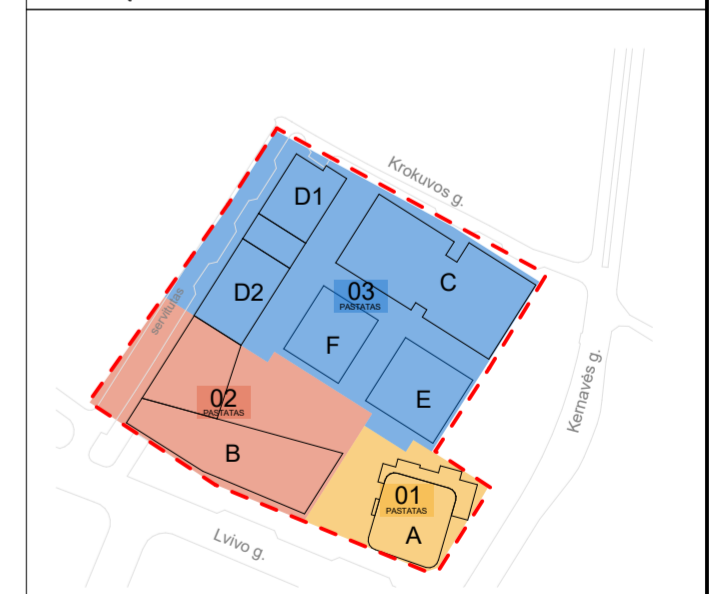 Krokuvos g.
D1
C
D2
03
PASTATAS
servitutas
F
Kernavės g.
E
02
PASTATAS
B
01
PASTATAS
A
Lvivo g.